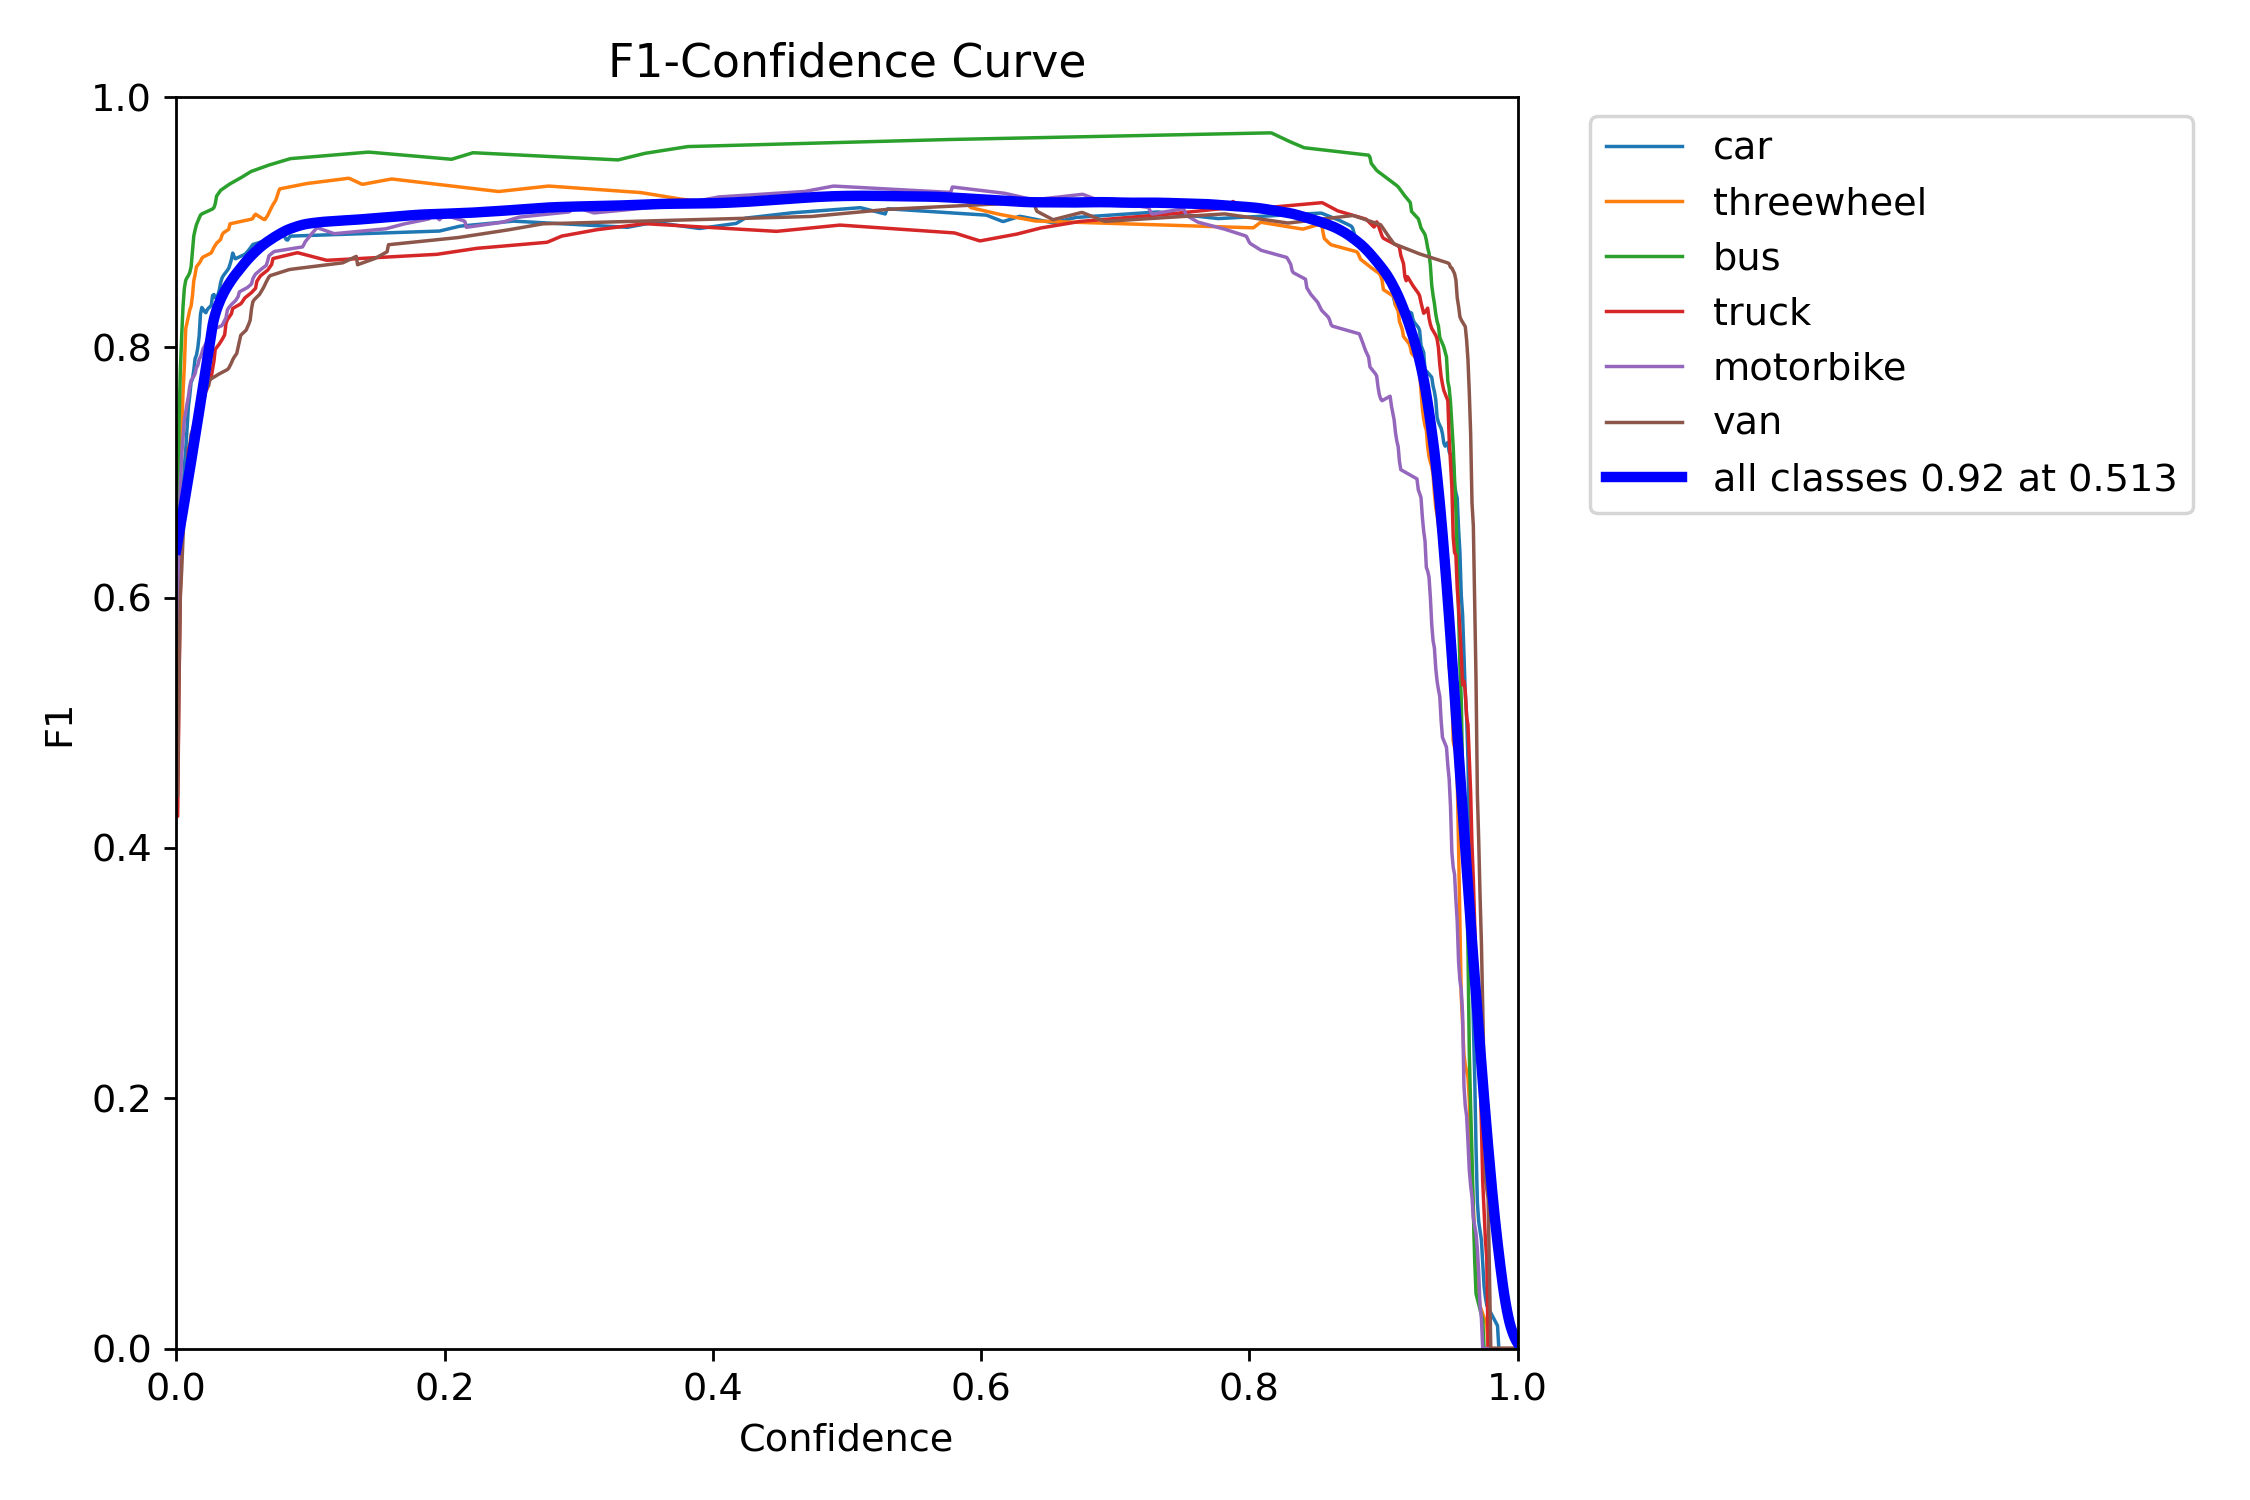 F1-Confidence Curve
1.0
0.8
0.6
0.4
0.2
0.0
F1
0.0 0.2 0.4 0.6 0.8 1.0
Confidence
car
threewheel
bus
truck
motorbike
van
all classes 0.92 at 0.513